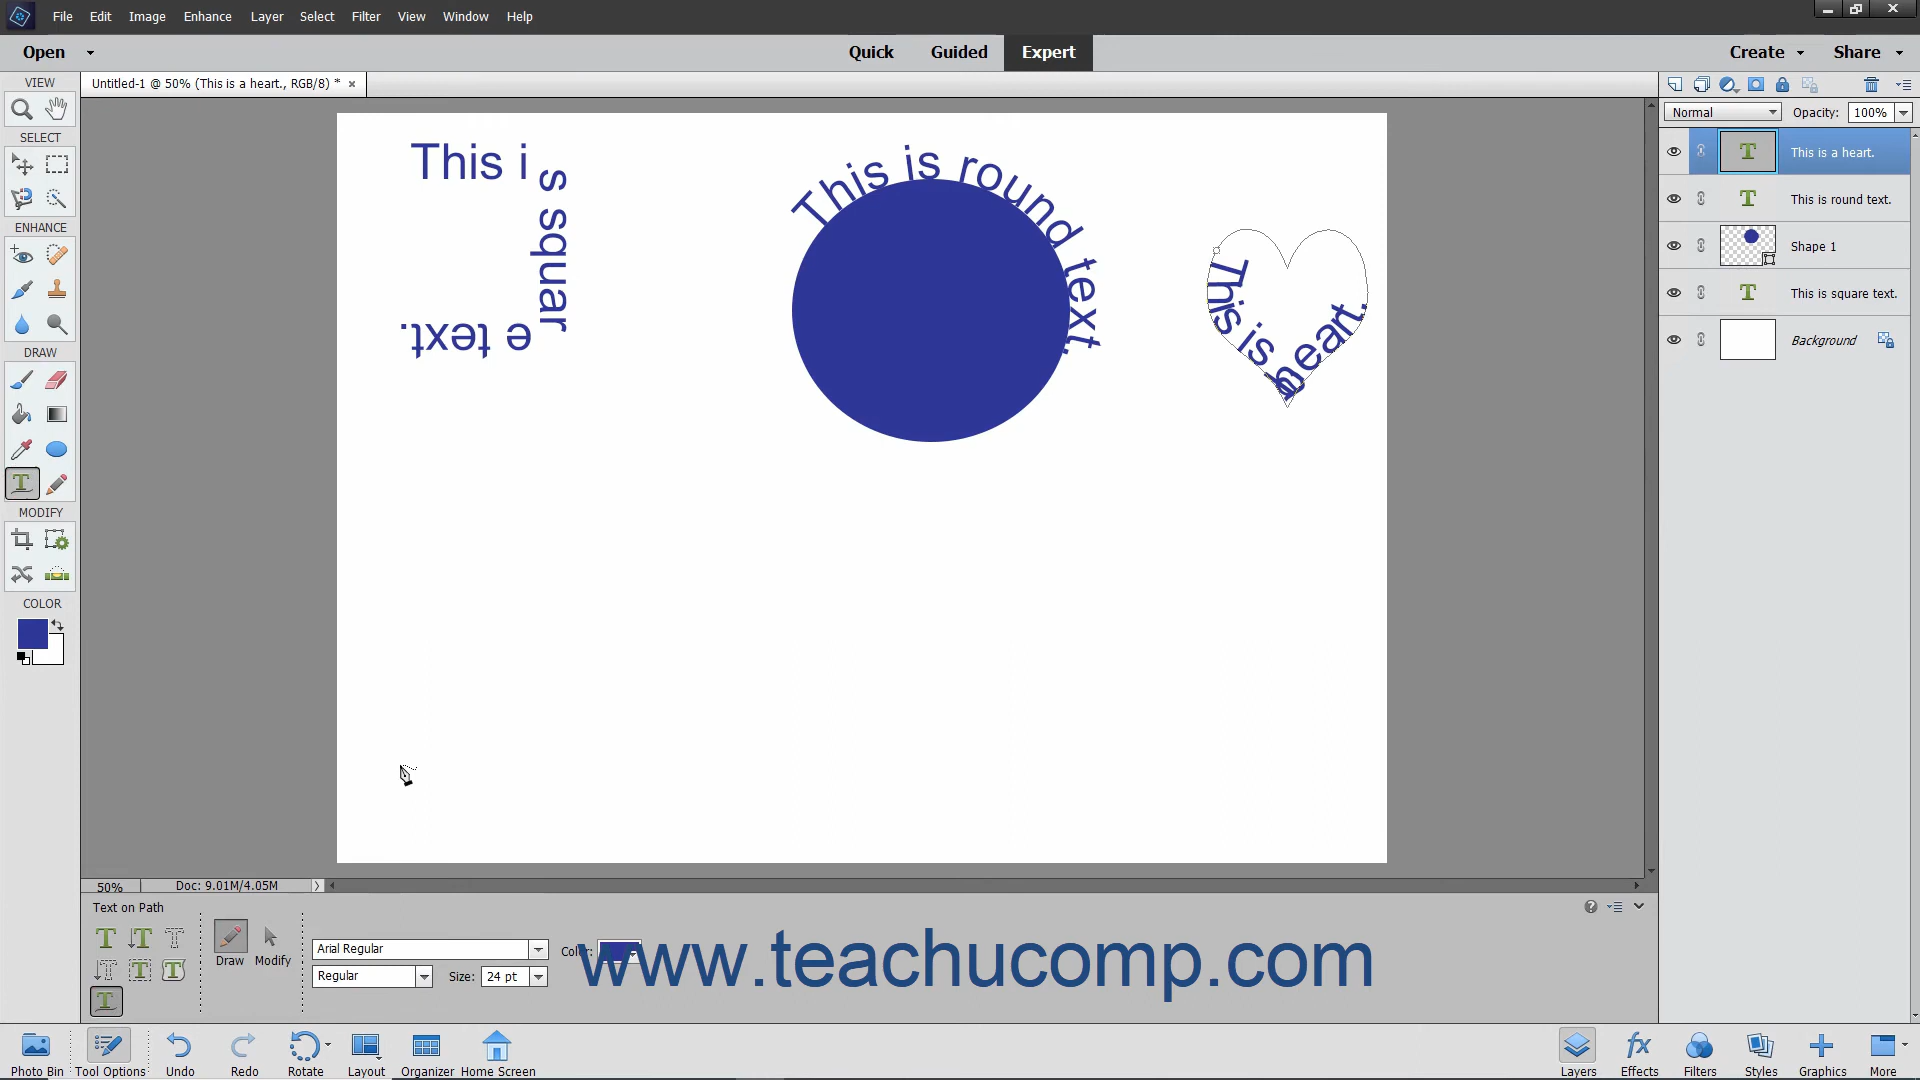 File Edit Image Enhance Layer Select Filter View Window Help
Open Quick Guided Expert Create Share
VIEW
Untitled-1 @ 50% (This is a heart., RGB/8) * ×
Normal Opacity: 100%
SELECT
This is a heart.
This is round text.
Shape 1
This is square text.
Background
ENHANCE
DRAW
MODIFY
COLOR
This is square text.
This is round text.
This is a heart.
50% Doc: 9.01M/4.05M
Text on Path
Draw Modify
Arial Regular Color:
Regular Size: 24 pt
www.teachucomp.com
Photo Bin Tool Options Undo Redo Rotate Layout Organizer Home Screen Layers Effects Filters Styles Graphics More